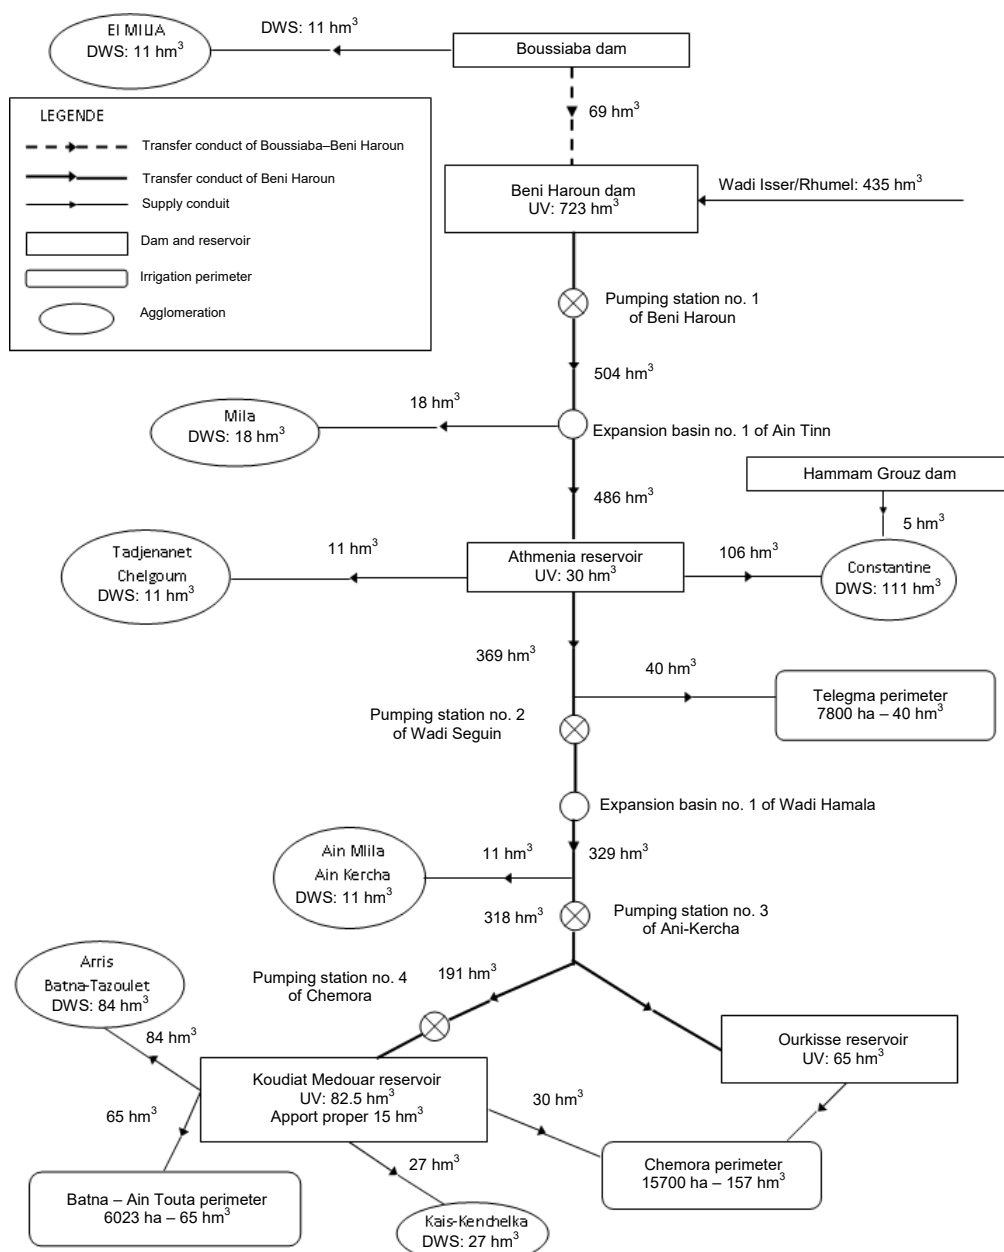 El MILIA
DWS: 11 hm³
DWS: 11 hm³
Boussiaba dam
69 hm³
LEGENDE
Transfer conduct of Boussiaba–Beni Haroun
Transfer conduct of Beni Haroun
Supply conduit
Dam and reservoir
Irrigation perimeter
Agglomeration
Beni Haroun dam
UV: 723 hm³
Wadi Isser/Rhumel: 435 hm³
Pumping station no. 1
of Beni Haroun
504 hm³
18 hm³
Mila
DWS: 18 hm³
Expansion basin no. 1 of Ain Tinn
486 hm³
Hammam Grouz dam
5 hm³
Tadjenanet
Chelgoum
DWS: 11 hm³
11 hm³
Athmenia reservoir
UV: 30 hm³
106 hm³
Constantine
DWS: 111 hm³
369 hm³
40 hm³
Telegma perimeter
7800 ha – 40 hm³
Pumping station no. 2
of Wadi Seguin
Expansion basin no. 1 of Wadi Hamala
329 hm³
Ain Mlila
Ain Kercha
DWS: 11 hm³
11 hm³
318 hm³
Pumping station no. 3
of Ani-Kercha
Arris
Batna-Tazoulet
DWS: 84 hm³
Pumping station no. 4
of Chemora
191 hm³
84 hm³
Ourkisse reservoir
UV: 65 hm³
Koudiat Medouar reservoir
UV: 82.5 hm³
Apport proper 15 hm³
65 hm³
30 hm³
27 hm³
Chemora perimeter
15700 ha – 157 hm³
Batna – Ain Touta perimeter
6023 ha – 65 hm³
Kais-Kenchelka
DWS: 27 hm³